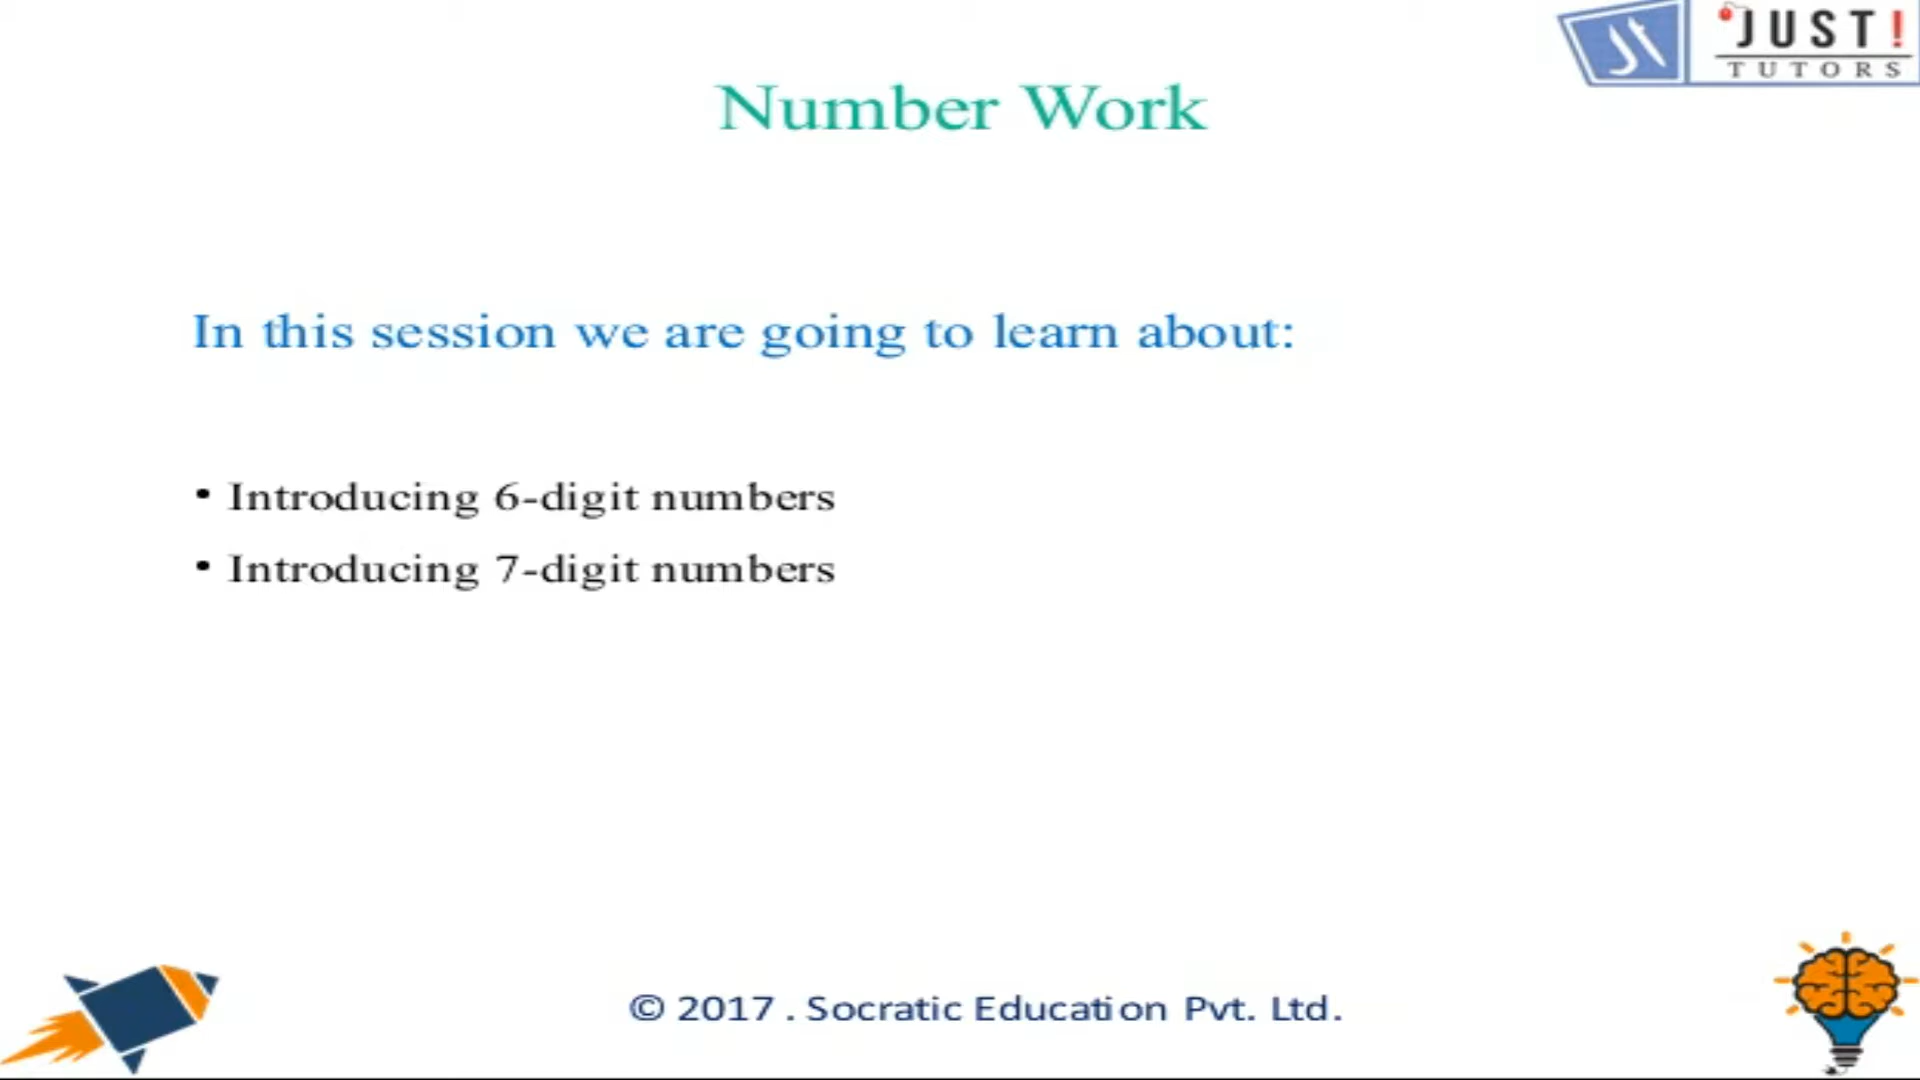 JUST!
TUTORS
Number Work
In this session we are going to learn about:
• Introducing 6-digit numbers
• Introducing 7-digit numbers
© 2017 . Socratic Education Pvt. Ltd.